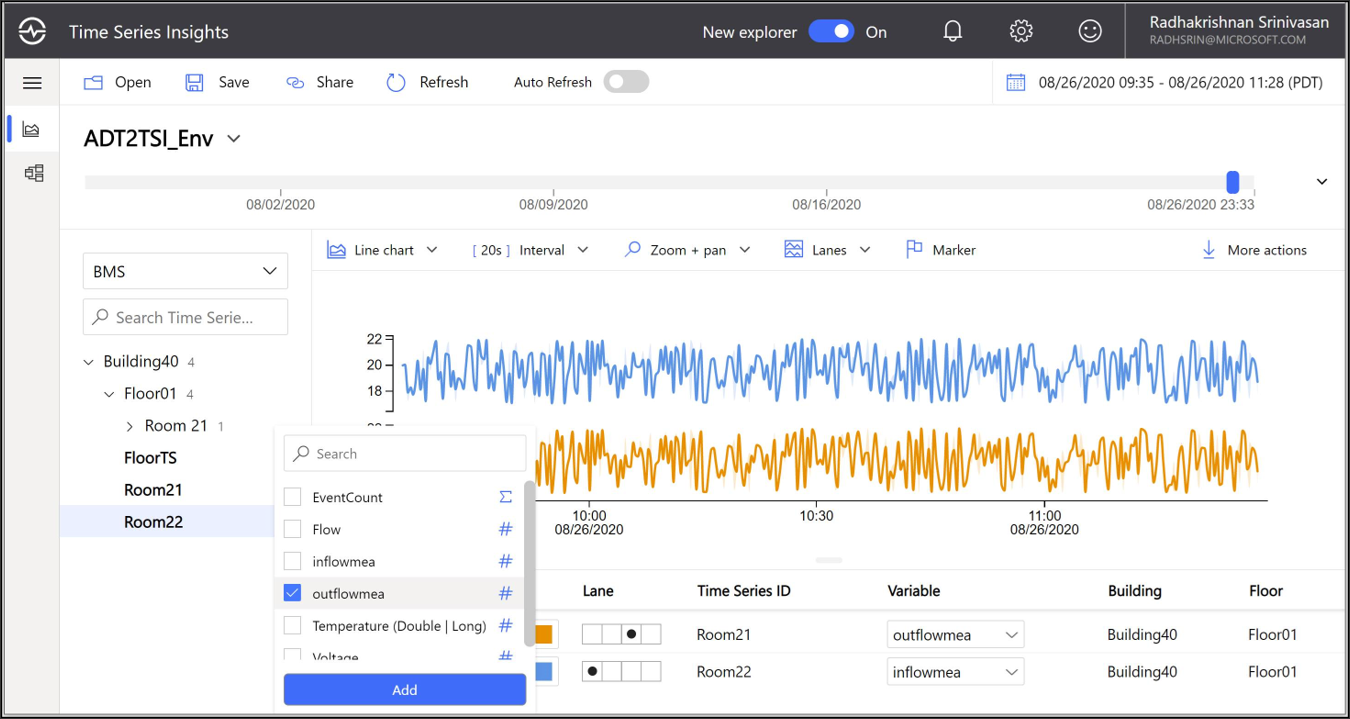 Time Series Insights
New explorer On
Radhakrishnan Srinivasan
RADHSRIN@MICROSOFT.COM
Open Save Share Refresh Auto Refresh
08/26/2020 09:35 - 08/26/2020 11:28 (PDT)
ADT2TSI_Env
08/02/2020 08/09/2020 08/16/2020 08/26/2020 23:33
BMS
Search Time Serie...
Building40 4
Floor01 4
Room 21 1
FloorTS
Room21
Room22
Line chart [ 20s ] Interval Zoom + pan Lanes Marker More actions
22
20
18
10:00 10:30 11:00
08/26/2020 08/26/2020
Search
EventCount Σ
Flow #
inflowmea #
outflowmea #
Temperature (Double | Long) #
Voltage #
Add
Lane Time Series ID Variable Building Floor
Room21 outflowmea Building40 Floor01
Room22 inflowmea Building40 Floor01